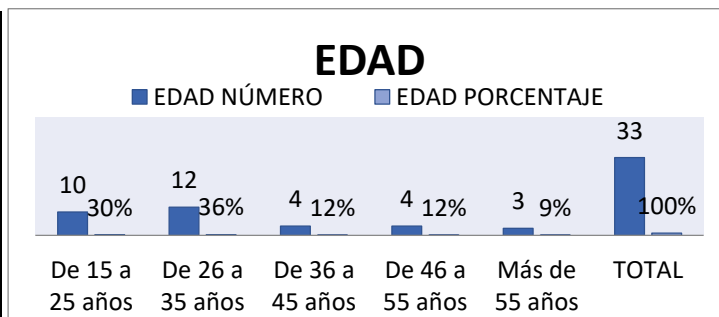 EDAD
EDAD NÚMERO EDAD PORCENTAJE
10 30% 12 36% 4 12% 4 12% 3 9% 33 100%
De 15 a 25 años
De 26 a 35 años
De 36 a 45 años
De 46 a 55 años
Más de 55 años
TOTAL